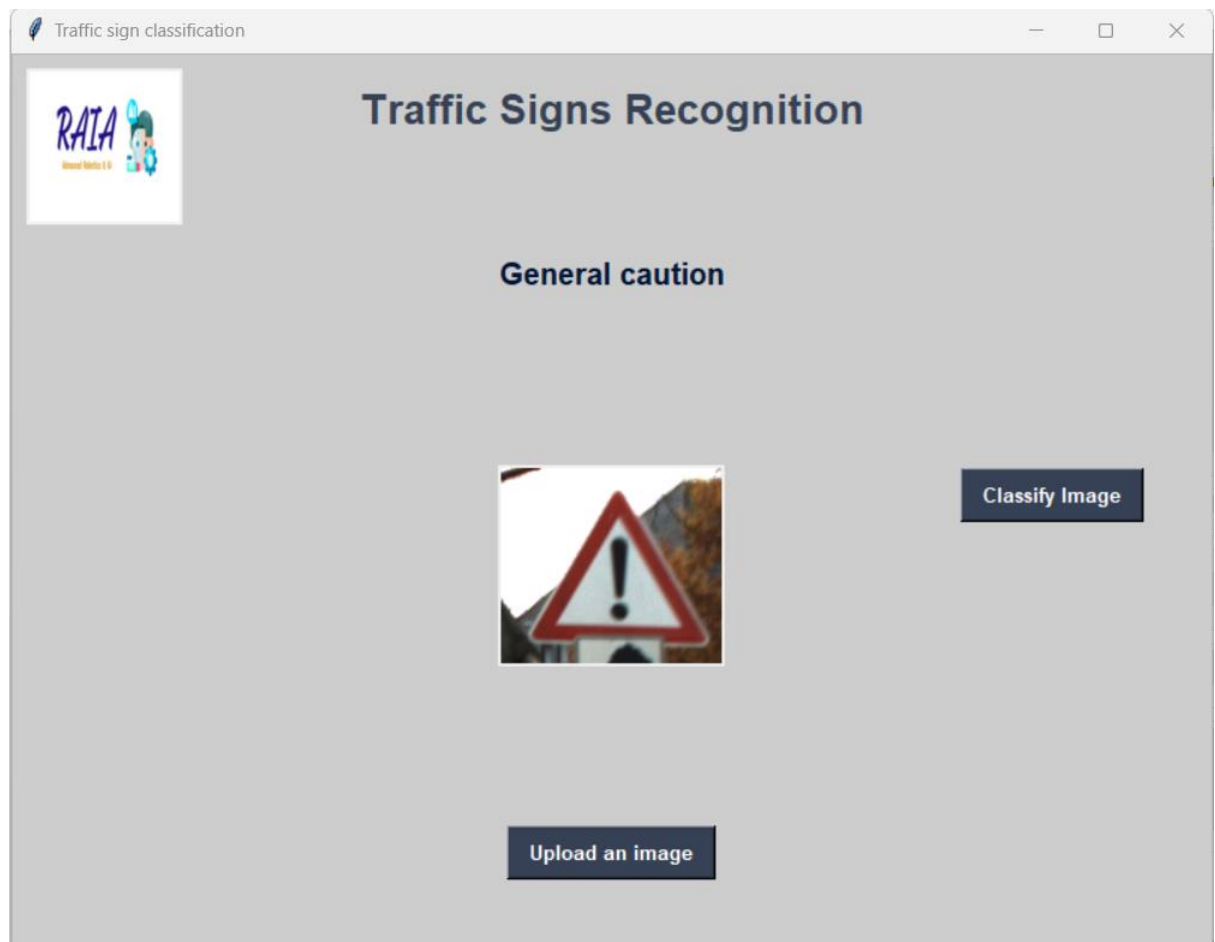 Traffic sign classification
RAIA
Traffic Signs Recognition
General caution
!
Classify Image
Upload an image